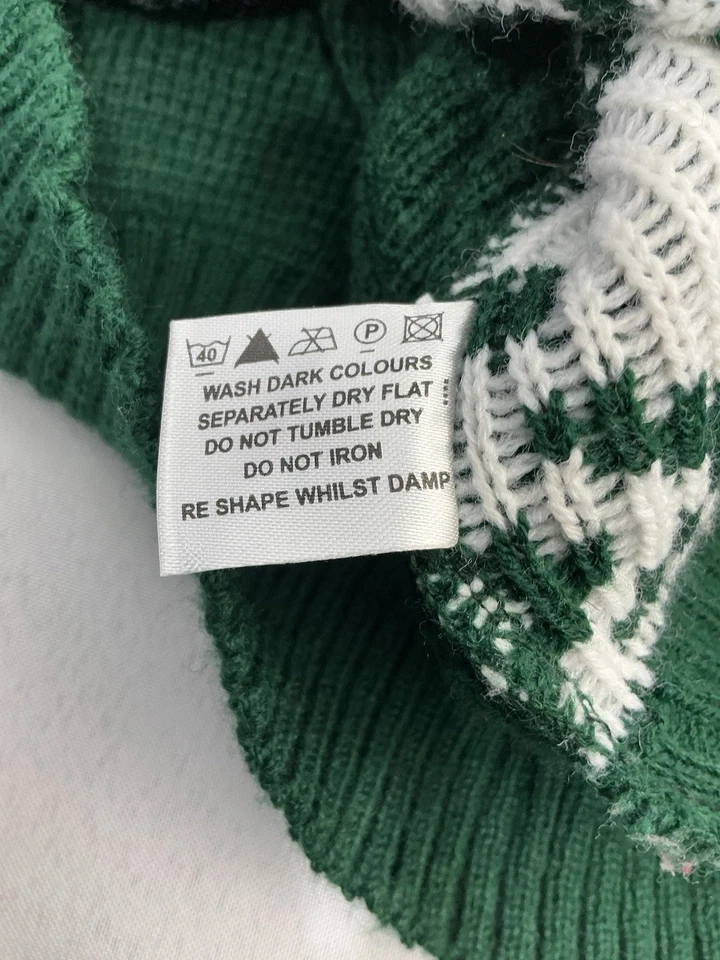 40 P
WASH DARK COLOURS
SEPARATELY DRY FLAT
DO NOT TUMBLE DRY
DO NOT IRON
RE SHAPE WHILST DAMP